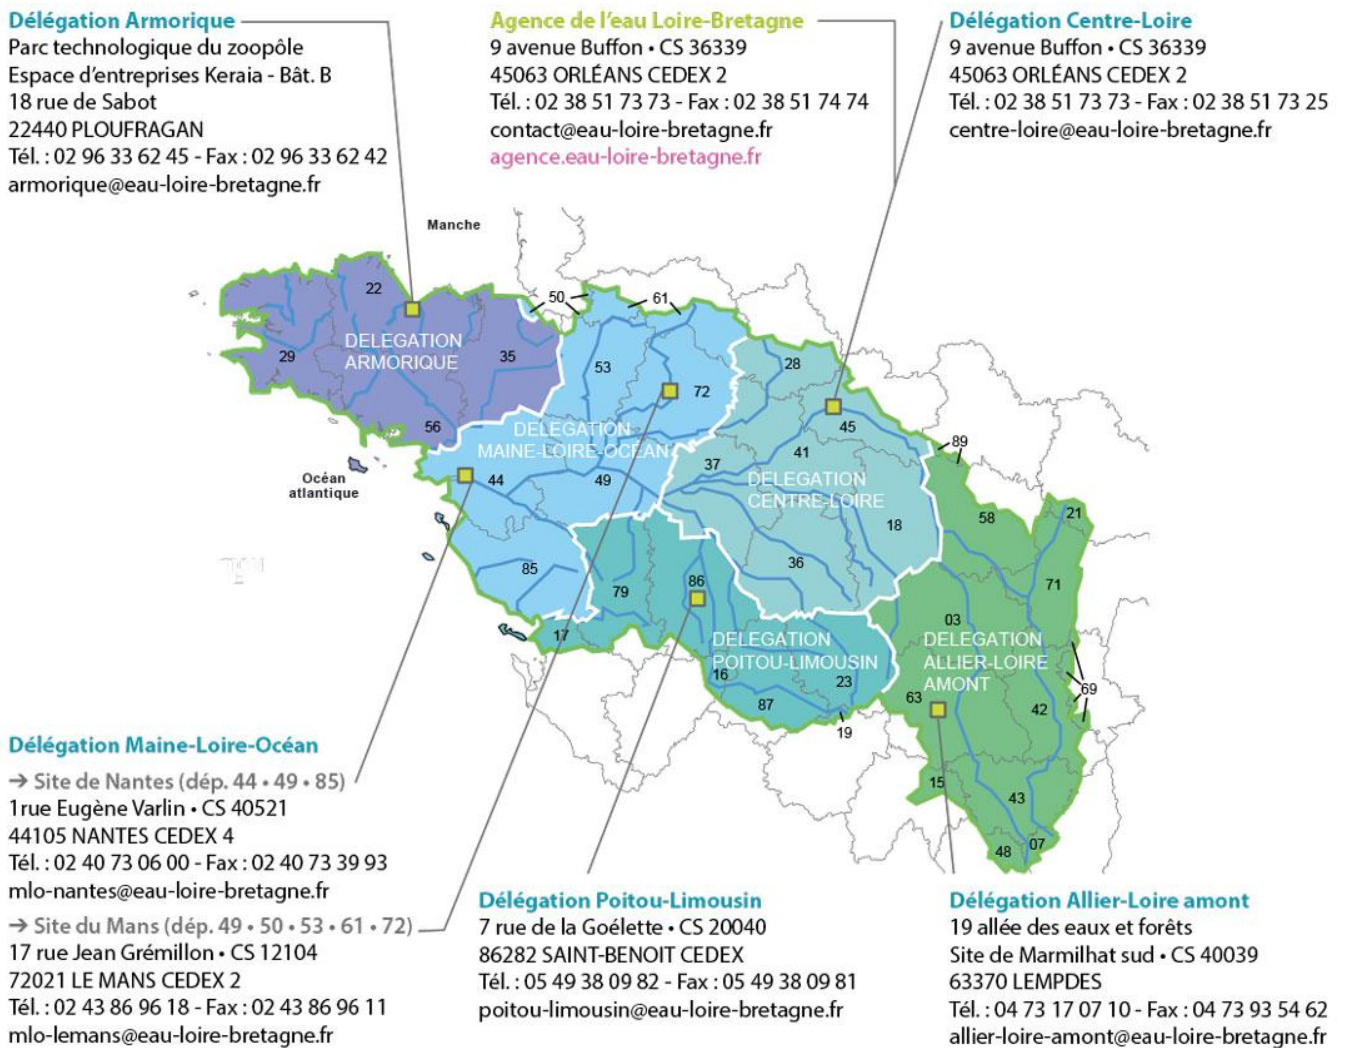 Délégation Armorique
Parc technologique du zoopôle
Espace d'entreprises Keraia - Bât. B
18 rue de Sabot
22440 PLOUFRAGAN
Tél. : 02 96 33 62 45 - Fax : 02 96 33 62 42
armorique@eau-loire-bretagne.fr
Agence de l'eau Loire-Bretagne
9 avenue Buffon • CS 36339
45063 ORLÉANS CEDEX 2
Tél. : 02 38 51 73 73 - Fax : 02 38 51 74 74
contact@eau-loire-bretagne.fr
agence.eau-loire-bretagne.fr
Délégation Centre-Loire
9 avenue Buffon • CS 36339
45063 ORLÉANS CEDEX 2
Tél. : 02 38 51 73 73 - Fax : 02 38 51 73 25
centre-loire@eau-loire-bretagne.fr
Manche
22
50
61
DELEGATION
ARMORIQUE
29
35
53
72
28
56
DELEGATION
MAINE-LOIRE-OCEAN
45
41
89
37
Océan
atlantique
44
49
DELEGATION
CENTRE-LOIRE
18
58
21
85
79
86
36
71
17
03
DELEGATION
POITOU-LIMOUSIN
DELEGATION
ALLIER-LOIRE
AMONT
16
23
87
19
63
69
42
15
43
48
07
Délégation Maine-Loire-Océan
→ Site de Nantes (dép. 44 • 49 • 85)
1rue Eugène Varlin • CS 40521
44105 NANTES CEDEX 4
Tél. : 02 40 73 06 00 - Fax : 02 40 73 39 93
mlo-nantes@eau-loire-bretagne.fr
→ Site du Mans (dép. 49 • 50 • 53 • 61 • 72)
17 rue Jean Grémillon • CS 12104
72021 LE MANS CEDEX 2
Tél. : 02 43 86 96 18 - Fax : 02 43 86 96 11
mlo-lemans@eau-loire-bretagne.fr
Délégation Poitou-Limousin
7 rue de la Goélette • CS 20040
86282 SAINT-BENOIT CEDEX
Tél. : 05 49 38 09 82 - Fax : 05 49 38 09 81
poitou-limousin@eau-loire-bretagne.fr
Délégation Allier-Loire amont
19 allée des eaux et forêts
Site de Marmilhat sud • CS 40039
63370 LEMPDES
Tél. : 04 73 17 07 10 - Fax : 04 73 93 54 62
allier-loire-amont@eau-loire-bretagne.fr